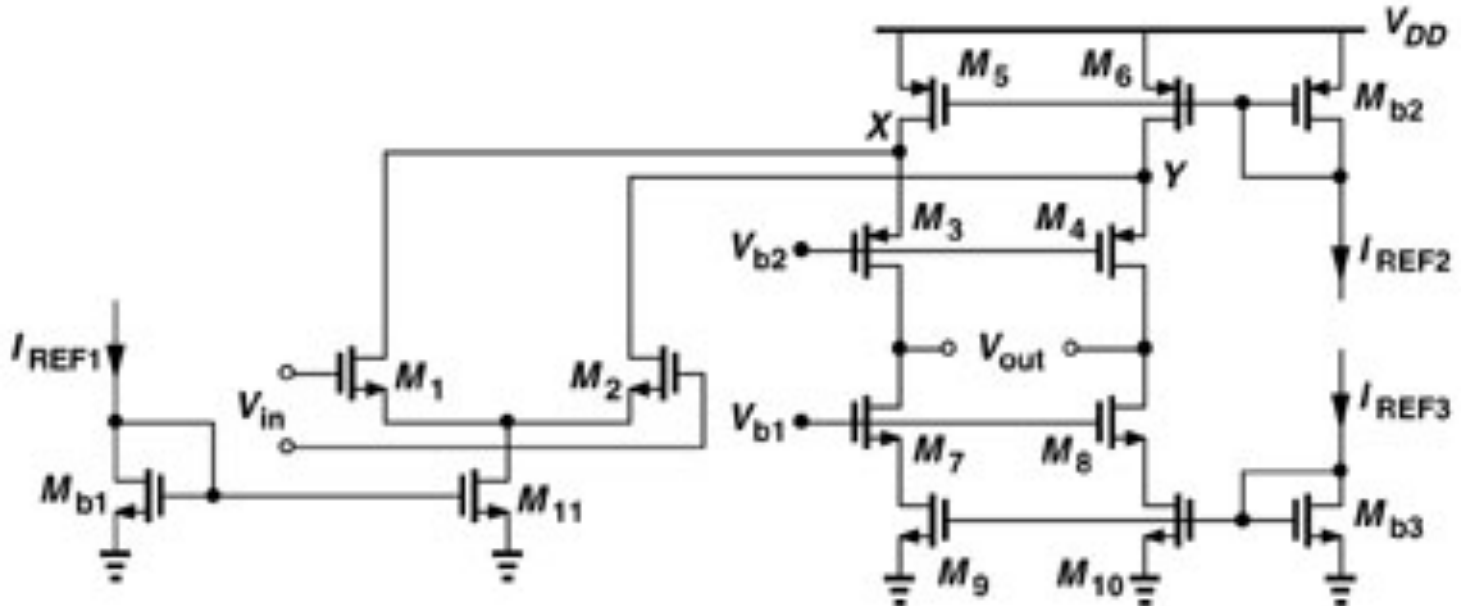 V_DD
M_5
M_6
M_b2
X
Y
M_3
M_4
V_b2
I_REF2
I_REF1
M_1
M_2
V_out
V_in
V_b1
I_REF3
M_7
M_8
M_b1
M_11
M_b3
M_9
M_10